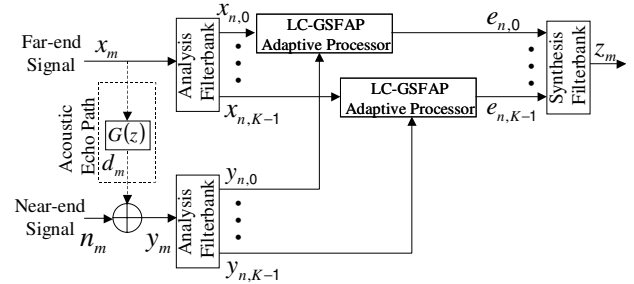 Far-end
Signal
x_m
Acoustic
Echo Path
G(z)
d_m
Near-end
Signal
n_m
y_m
Analysis
Filterbank
x_{n,0}
x_{n,K-1}
Analysis
Filterbank
y_{n,0}
y_{n,K-1}
LC-GSFAP
Adaptive Processor
LC-GSFAP
Adaptive Processor
e_{n,0}
e_{n,K-1}
Synthesis
Filterbank
z_m